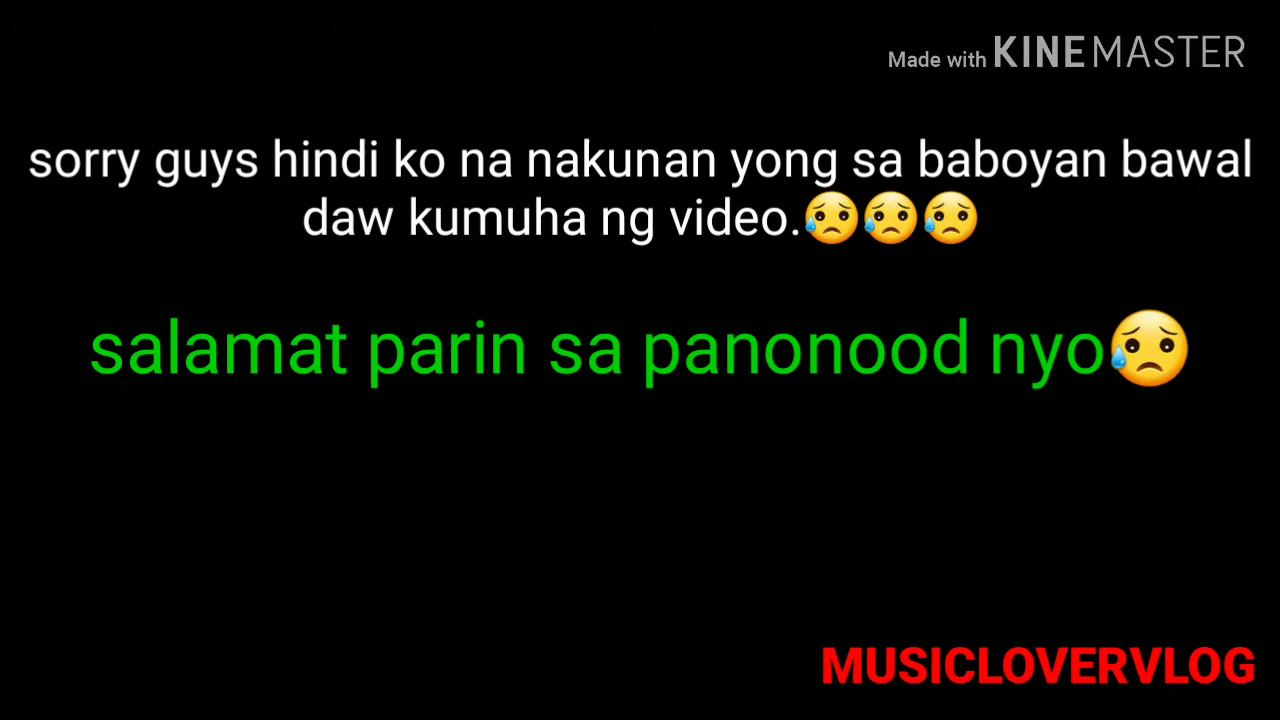 Made with KINEMASTER
sorry guys hindi ko na nakunan yong sa baboyan bawal
daw kumuha ng video.😥😥😥
salamat parin sa panonood nyo😥
MUSICLOVERVLOG